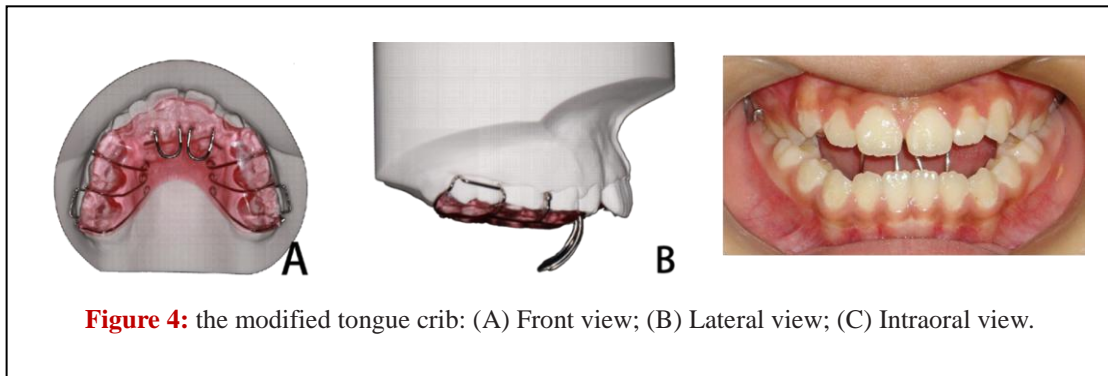 A
B
Figure 4: the modified tongue crib: (A) Front view; (B) Lateral view; (C) Intraoral view.